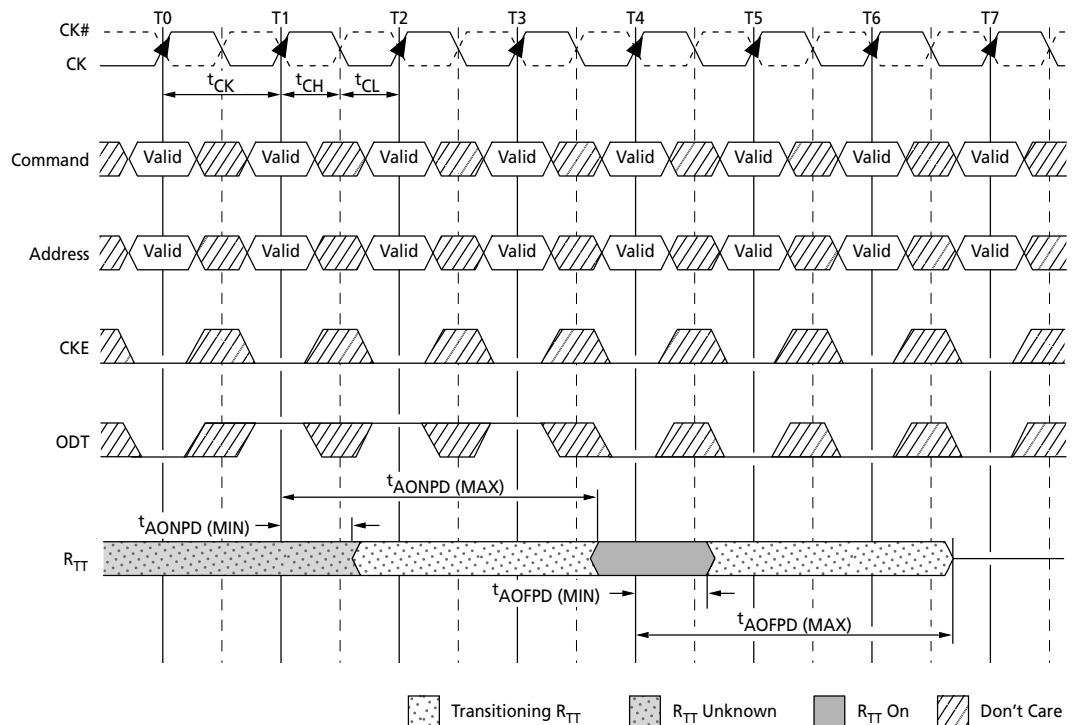 T0 T1 T2 T3 T4 T5 T6 T7
CK#
CK
tCK tCH tCL
Command Valid Valid Valid Valid Valid Valid Valid Valid
Address Valid Valid Valid Valid Valid Valid Valid Valid
CKE
ODT
tAONPD (MAX)
tAONPD (MIN)
RTT
tAOFPD (MIN)
tAOFPD (MAX)
Transitioning RTT RTT Unknown RTT On Don't Care